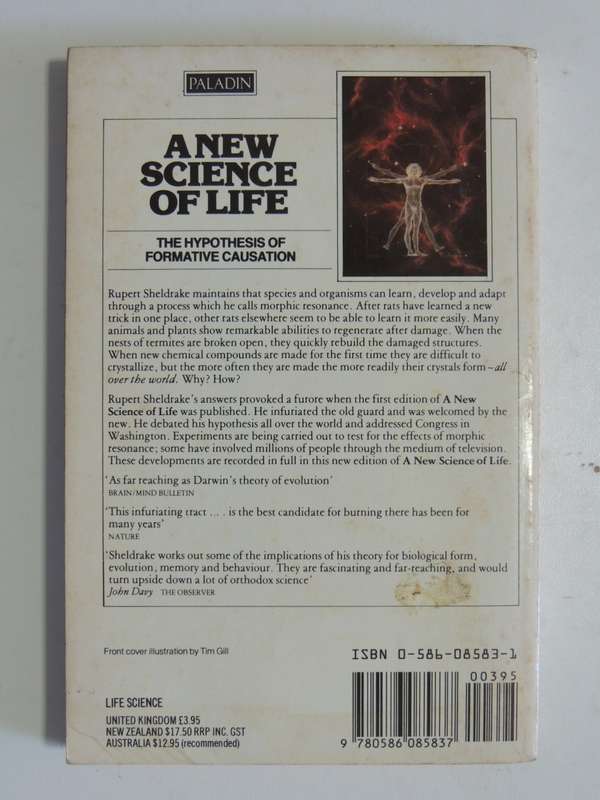 PALADIN
A NEW
SCIENCE
OF LIFE
THE HYPOTHESIS OF
FORMATIVE CAUSATION
Rupert Sheldrake maintains that species and organisms can learn, develop and adapt
through a process which he calls morphic resonance. After rats have learned a new
trick in one place, other rats elsewhere seem to be able to learn it more easily. Many
animals and plants show remarkable abilities to regenerate after damage. When the
nests of termites are broken open, they quickly rebuild the damaged structures.
When new chemical compounds are made for the first time they are difficult to
crystallize, but the more often they are made the more readily their crystals form – all
over the world. Why? How?
Rupert Sheldrake's answers provoked a furore when the first edition of A New
Science of Life was published. He infuriated the old guard and was welcomed by the
new. He debated his hypothesis all over the world and addressed Congress in
Washington. Experiments are being carried out to test for the effects of morphic
resonance; some have involved millions of people through the medium of television.
These developments are recorded in full in this new edition of A New Science of Life.
'As far reaching as Darwin's theory of evolution'
BRAIN/MIND BULLETIN
'This infuriating tract ... . is the best candidate for burning there has been for
many years'
NATURE
'Sheldrake works out some of the implications of his theory for biological form,
evolution, memory and behaviour. They are fascinating and far-reaching, and would
turn upside down a lot of orthodox science'
John Davy THE OBSERVER
Front cover illustration by Tim Gill
ISBN 0-586-08583-1
00395
LIFE SCIENCE
UNITED KINGDOM £3.95
NEW ZEALAND $17.50 RRP INC. GST
AUSTRALIA $12.95 (recommended)
9 780586 085837